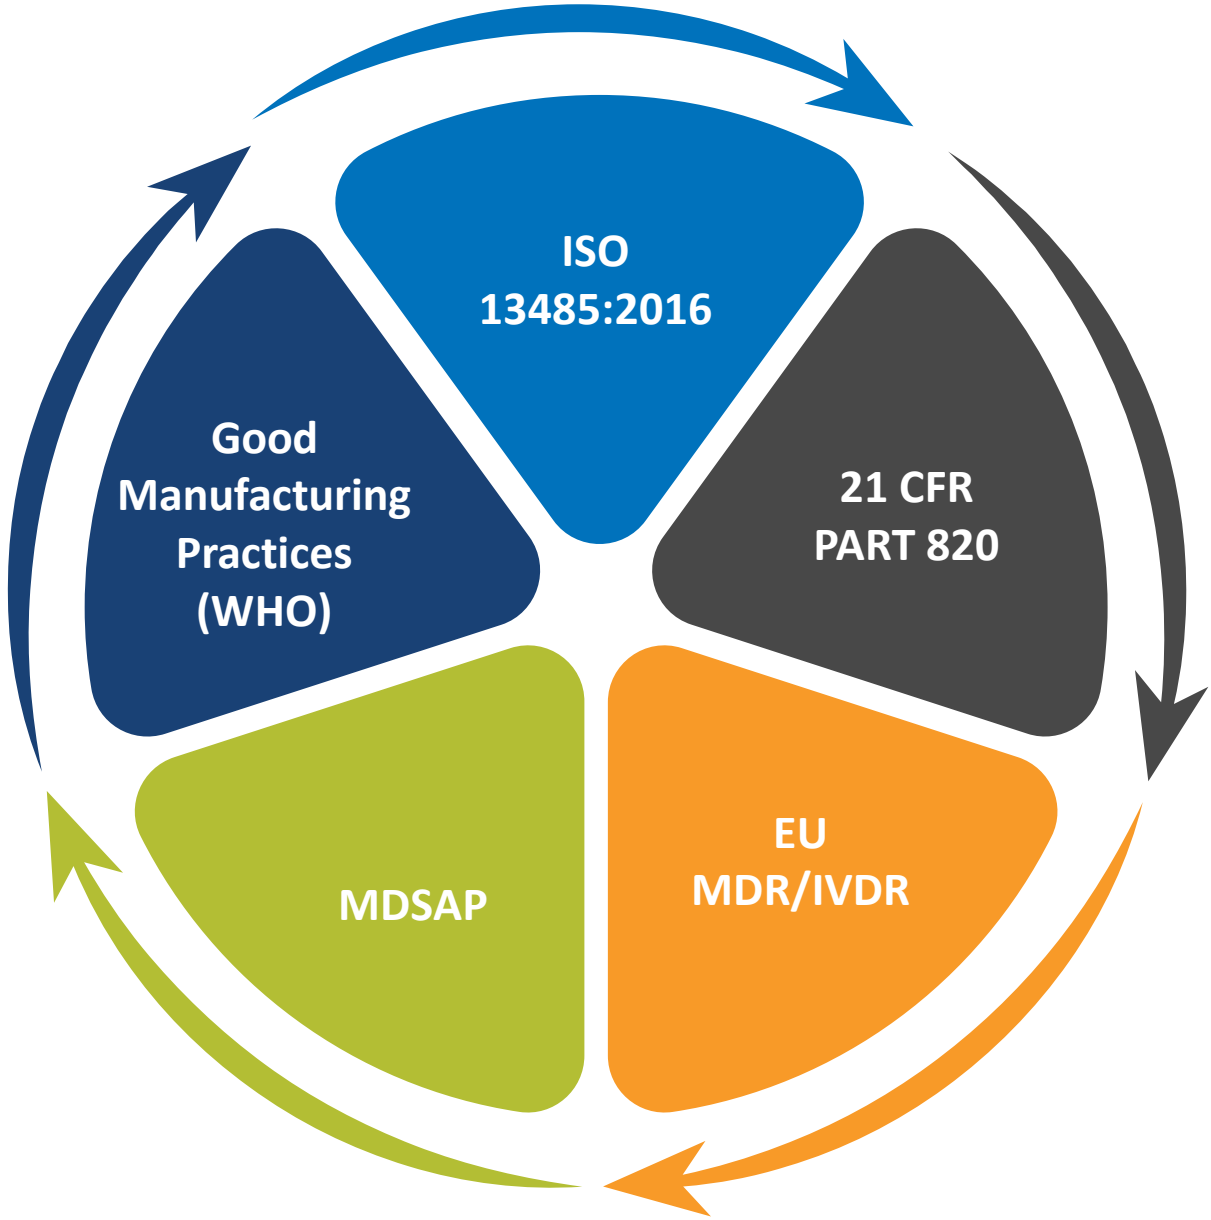 ISO
13485:2016
21 CFR
PART 820
EU
MDR/IVDR
MDSAP
Good
Manufacturing
Practices
(WHO)